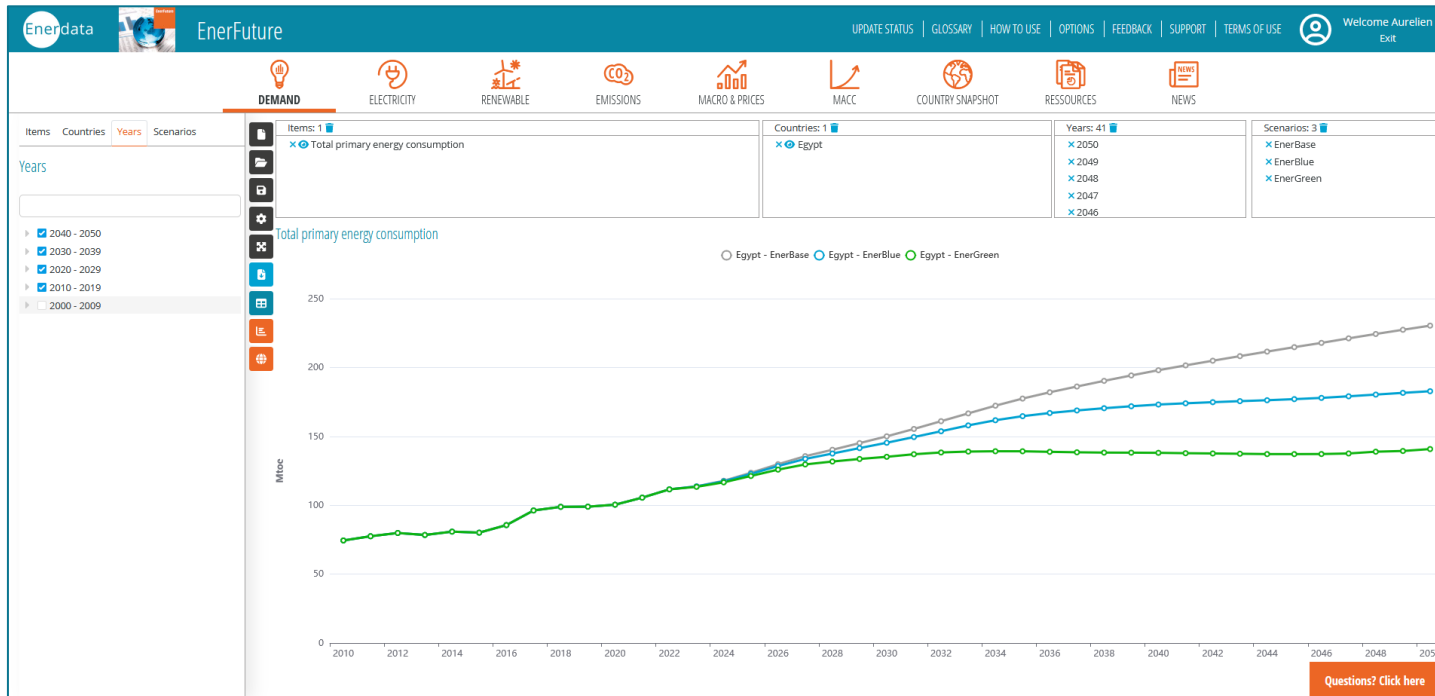 Enerdata
EnerFuture
EnerFuture
UPDATE STATUS | GLOSSARY | HOW TO USE | OPTIONS | FEEDBACK | SUPPORT | TERMS OF USE
Welcome Aurelien
Exit
DEMAND
ELECTRICITY
RENEWABLE
CO2
EMISSIONS
MACRO & PRICES
MACC
COUNTRY SNAPSHOT
RESSOURCES
NEWS
NEWS
Items Countries Years Scenarios
Years
2040 - 2050
2030 - 2039
2020 - 2029
2010 - 2019
2000 - 2009
Items: 1
× Total primary energy consumption
Countries: 1
× Egypt
Years: 41
× 2050
× 2049
× 2048
× 2047
× 2046
Scenarios: 3
× EnerBase
× EnerBlue
× EnerGreen
Total primary energy consumption
Egypt - EnerBase Egypt - EnerBlue Egypt - EnerGreen
250
200
150
100
50
0
Mtoe
2010 2012 2014 2016 2018 2020 2022 2024 2026 2028 2030 2032 2034 2036 2038 2040 2042 2044 2046 2048 205
Questions? Click here